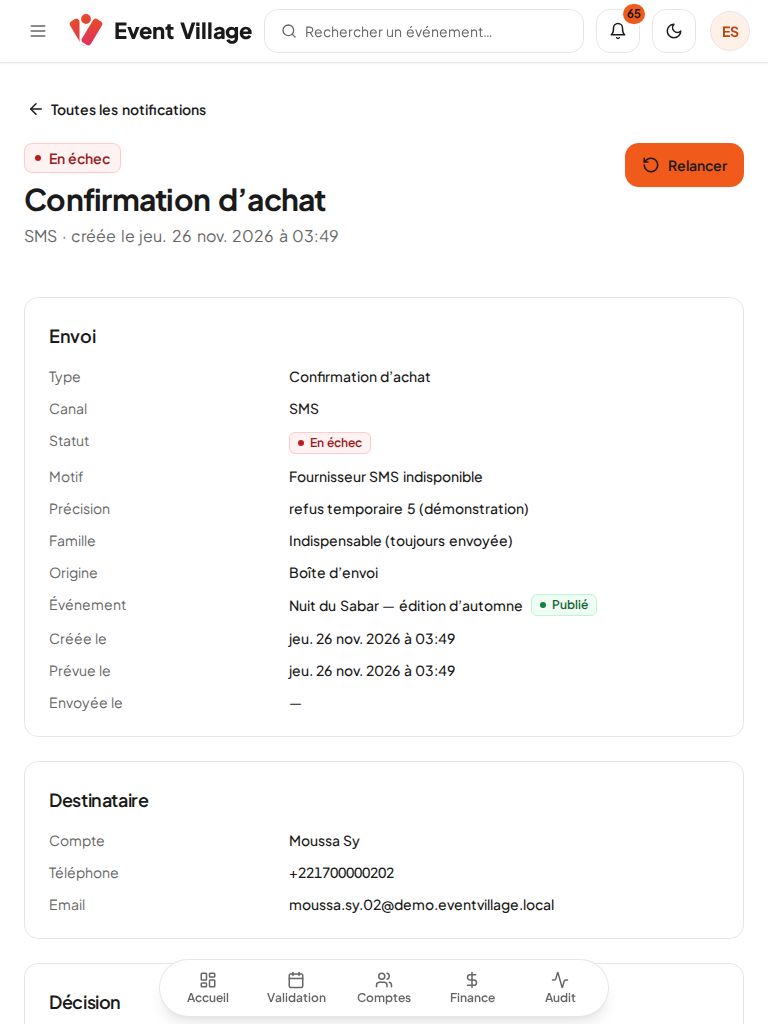 Event Village
Rechercher un événement…
65
ES
Toutes les notifications
En échec
Relancer
Confirmation d’achat
SMS · créée le jeu. 26 nov. 2026 à 03:49
Envoi
Type Confirmation d’achat
Canal SMS
Statut En échec
Motif Fournisseur SMS indisponible
Précision refus temporaire 5 (démonstration)
Famille Indispensable (toujours envoyée)
Origine Boîte d’envoi
Événement Nuit du Sabar — édition d’automne Publié
Créée le jeu. 26 nov. 2026 à 03:49
Prévue le jeu. 26 nov. 2026 à 03:49
Envoyée le —
Destinataire
Compte Moussa Sy
Téléphone +221700000202
Email moussa.sy.02@demo.eventvillage.local
Décision
Accueil Validation Comptes Finance Audit